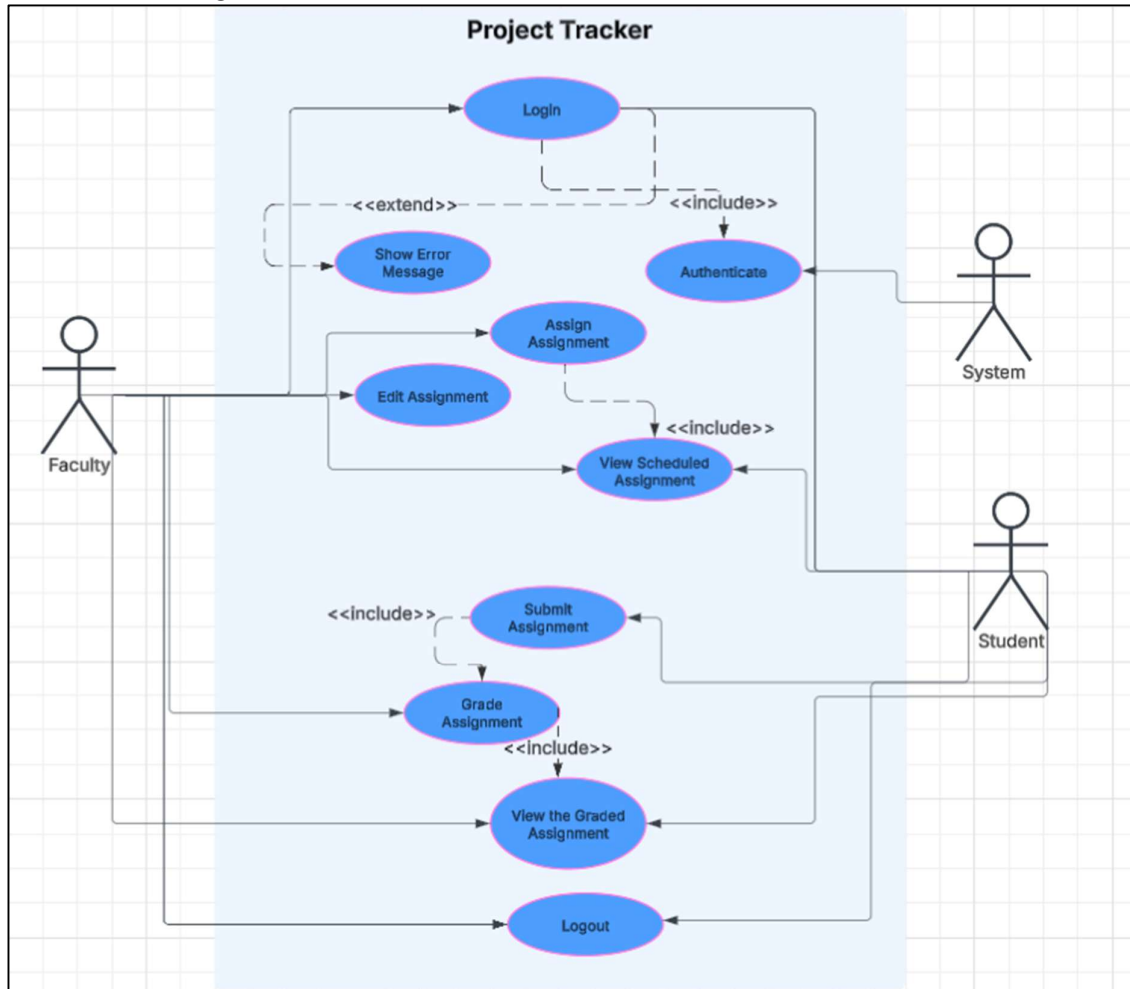 Project Tracker
Login
<<extend>>
<<include>>
Show Error
Message
Authenticate
System
Assign
Assignment
Edit Assignment
<<include>>
View Scheduled
Assignment
Faculty
Submit
Assignment
<<include>>
Student
Grade
Assignment
<<include>>
View the Graded
Assignment
Logout